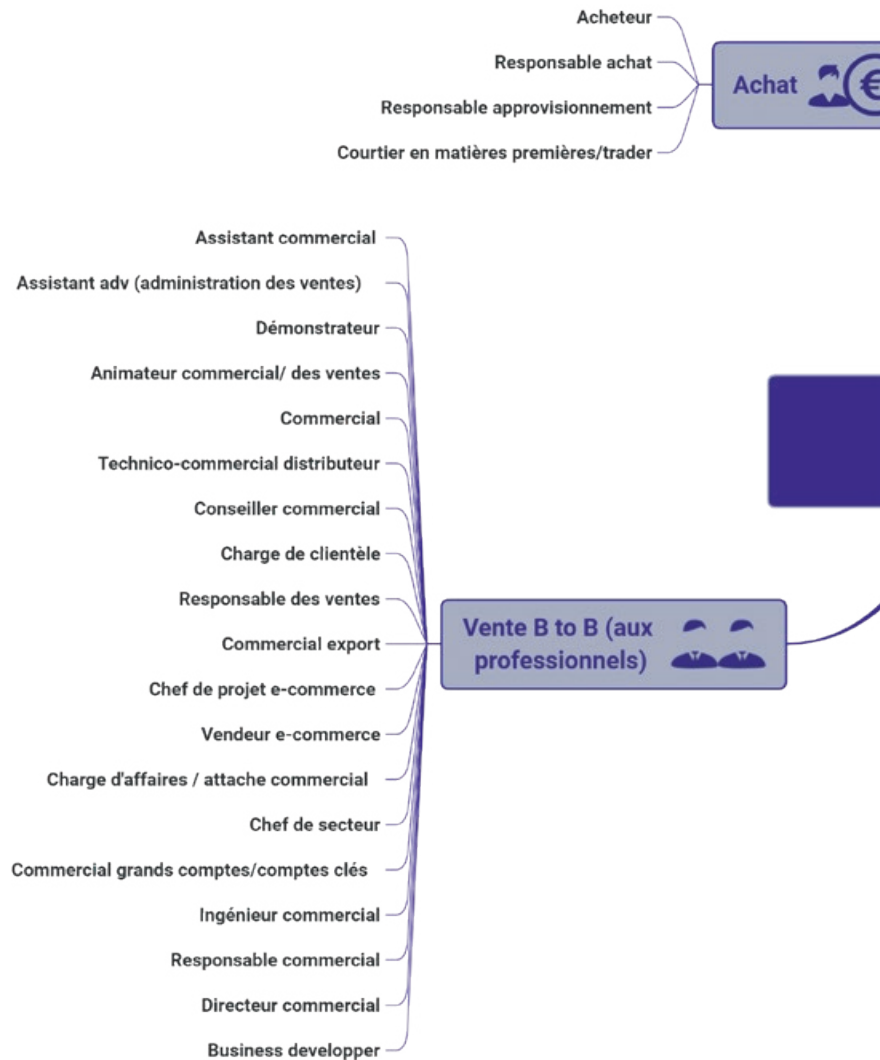 Acheteur
Responsable achat
Achat
€
Responsable approvisionnement
Courtier en matières premières/trader
Assistant commercial
Assistant adv (administration des ventes)
Démonstrateur
Animateur commercial/ des ventes
Commercial
Technico-commercial distributeur
Conseiller commercial
Charge de clientèle
Responsable des ventes
Commercial export
Chef de projet e-commerce
Vendeur e-commerce
Charge d'affaires / attache commercial
Chef de secteur
Commercial grands comptes/comptes clés
Ingénieur commercial
Responsable commercial
Directeur commercial
Business developper
Vente B to B (aux
professionnels)